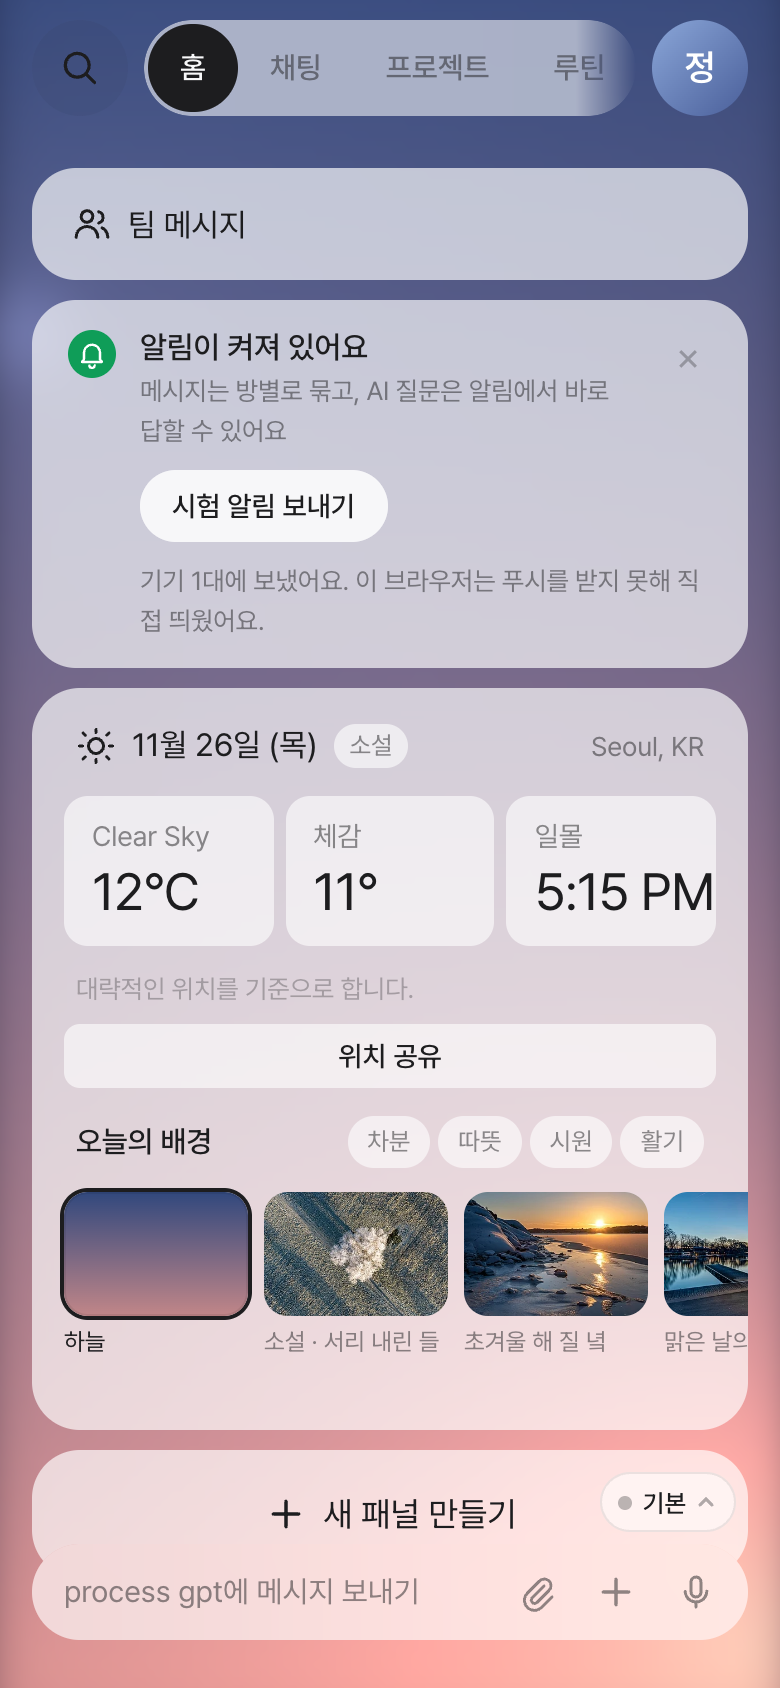 홈
채팅
프로젝트
루틴
정
팀 메시지
알림이 켜져 있어요
메시지는 방별로 묶고, AI 질문은 알림에서 바로
답할 수 있어요
시험 알림 보내기
기기 1대에 보냈어요. 이 브라우저는 푸시를 받지 못해 직
접 띄웠어요.
11월 26일 (목)
소설
Seoul, KR
Clear Sky
12°C
체감
11°
일몰
5:15 PM
대략적인 위치를 기준으로 합니다.
위치 공유
오늘의 배경
차분
따뜻
시원
활기
하늘
소설 · 서리 내린 들
초겨울 해 질 녘
맑은 날의
새 패널 만들기
기본
process gpt에 메시지 보내기